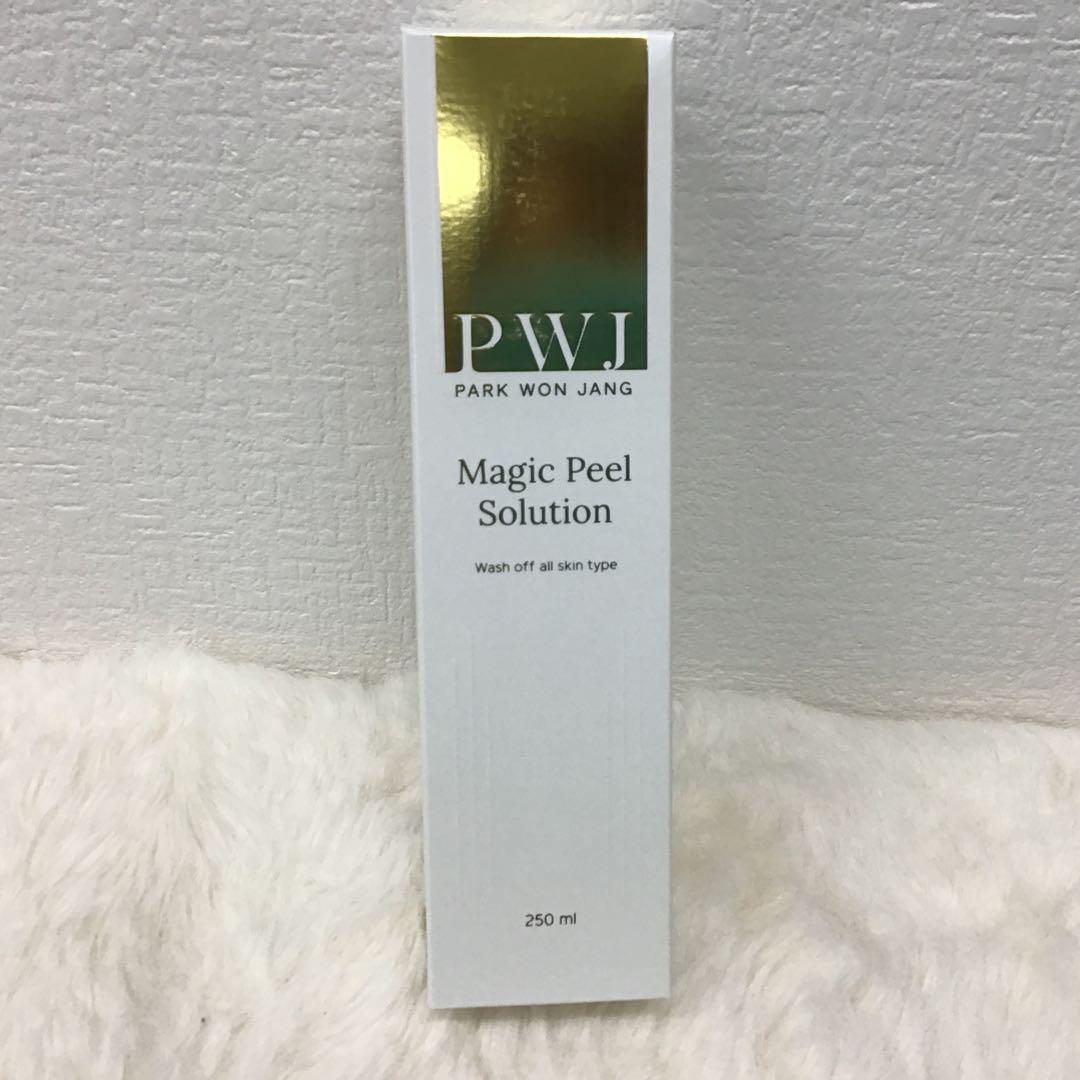 PWJ
PARK WON JANG
Magic Peel
Solution
Wash off all skin type
250 ml